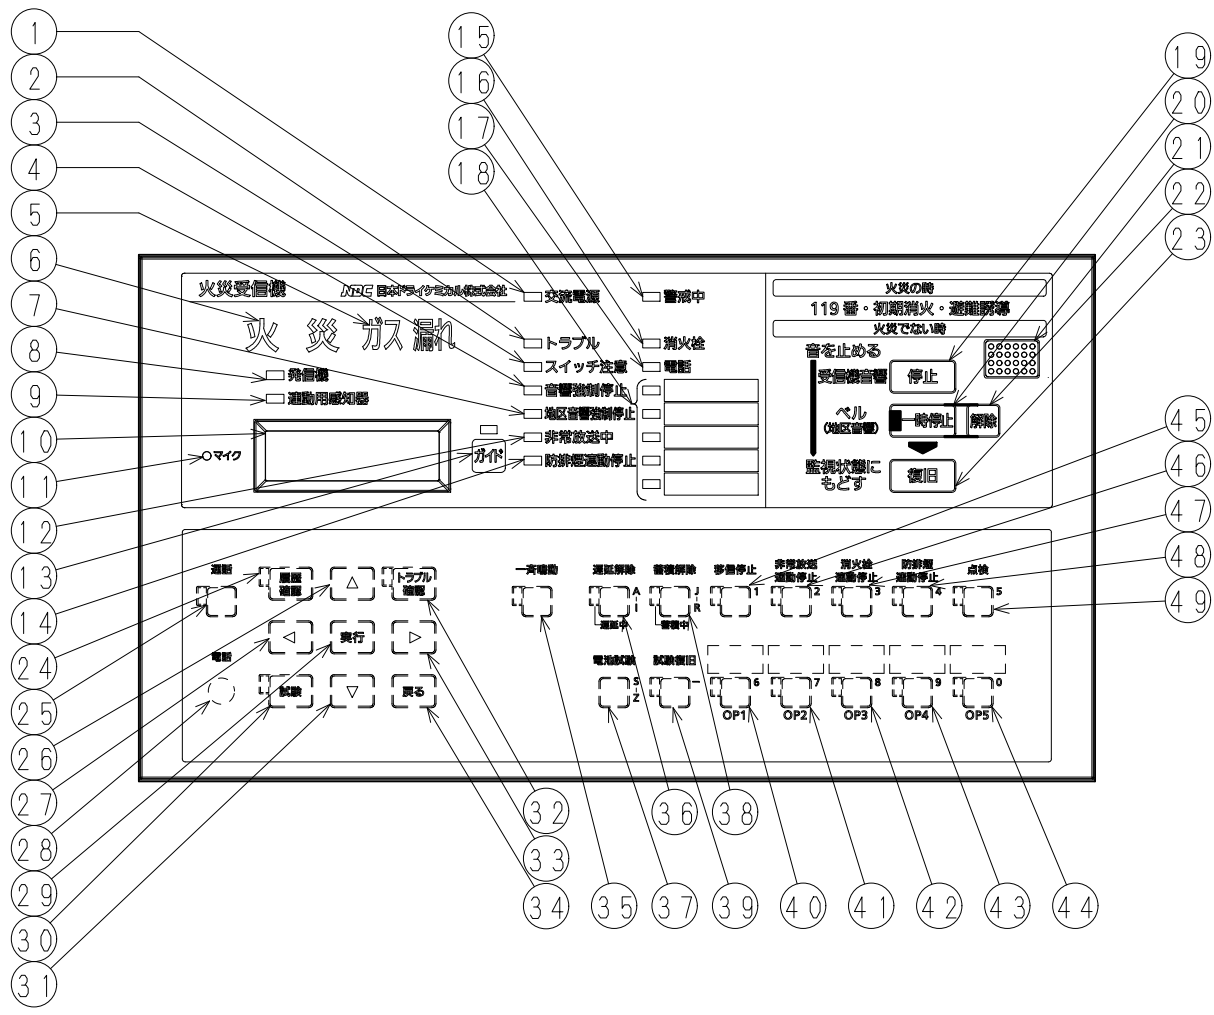 1
2
3
4
5
6
7
8
9
10
11
12
13
14
24
25
26
27
28
29
30
31
15
16
17
18
19
20
21
22
23
火災受信機
NDC 日本ドライケミカル株式会社
火 災 ガス 漏れ
発信機
連動用感知器
マイク
ガイド
交流電源
トラブル
スイッチ注意
音響強制停止
地区音響強制停止
非常放送中
防排煙連動停止
警戒中
消火栓
電話
火災の時
119番・初期消火・避難誘導
火災でない時
音を止める
受信機音響
停止
ベル
(地区音響)
一時停止
解除
監視状態に
もどす
復旧
45
46
47
48
49
通話
履歴
確認
△
トラブル
確認
◁
実行
▷
電話
試験
▽
戻る
一斉鳴動
遅延解除
A
|
I
遅延中
蓄積解除
J
|
R
蓄積中
移信停止
1
非常放送
連動停止
2
消火栓
連動停止
3
防排煙
連動停止
4
点検
5
電池試験
S
|
Z
試験復旧
ー
6
OP1
7
OP2
8
OP3
9
OP4
0
OP5
32
33
34
35
36
37
38
39
40
41
42
43
44